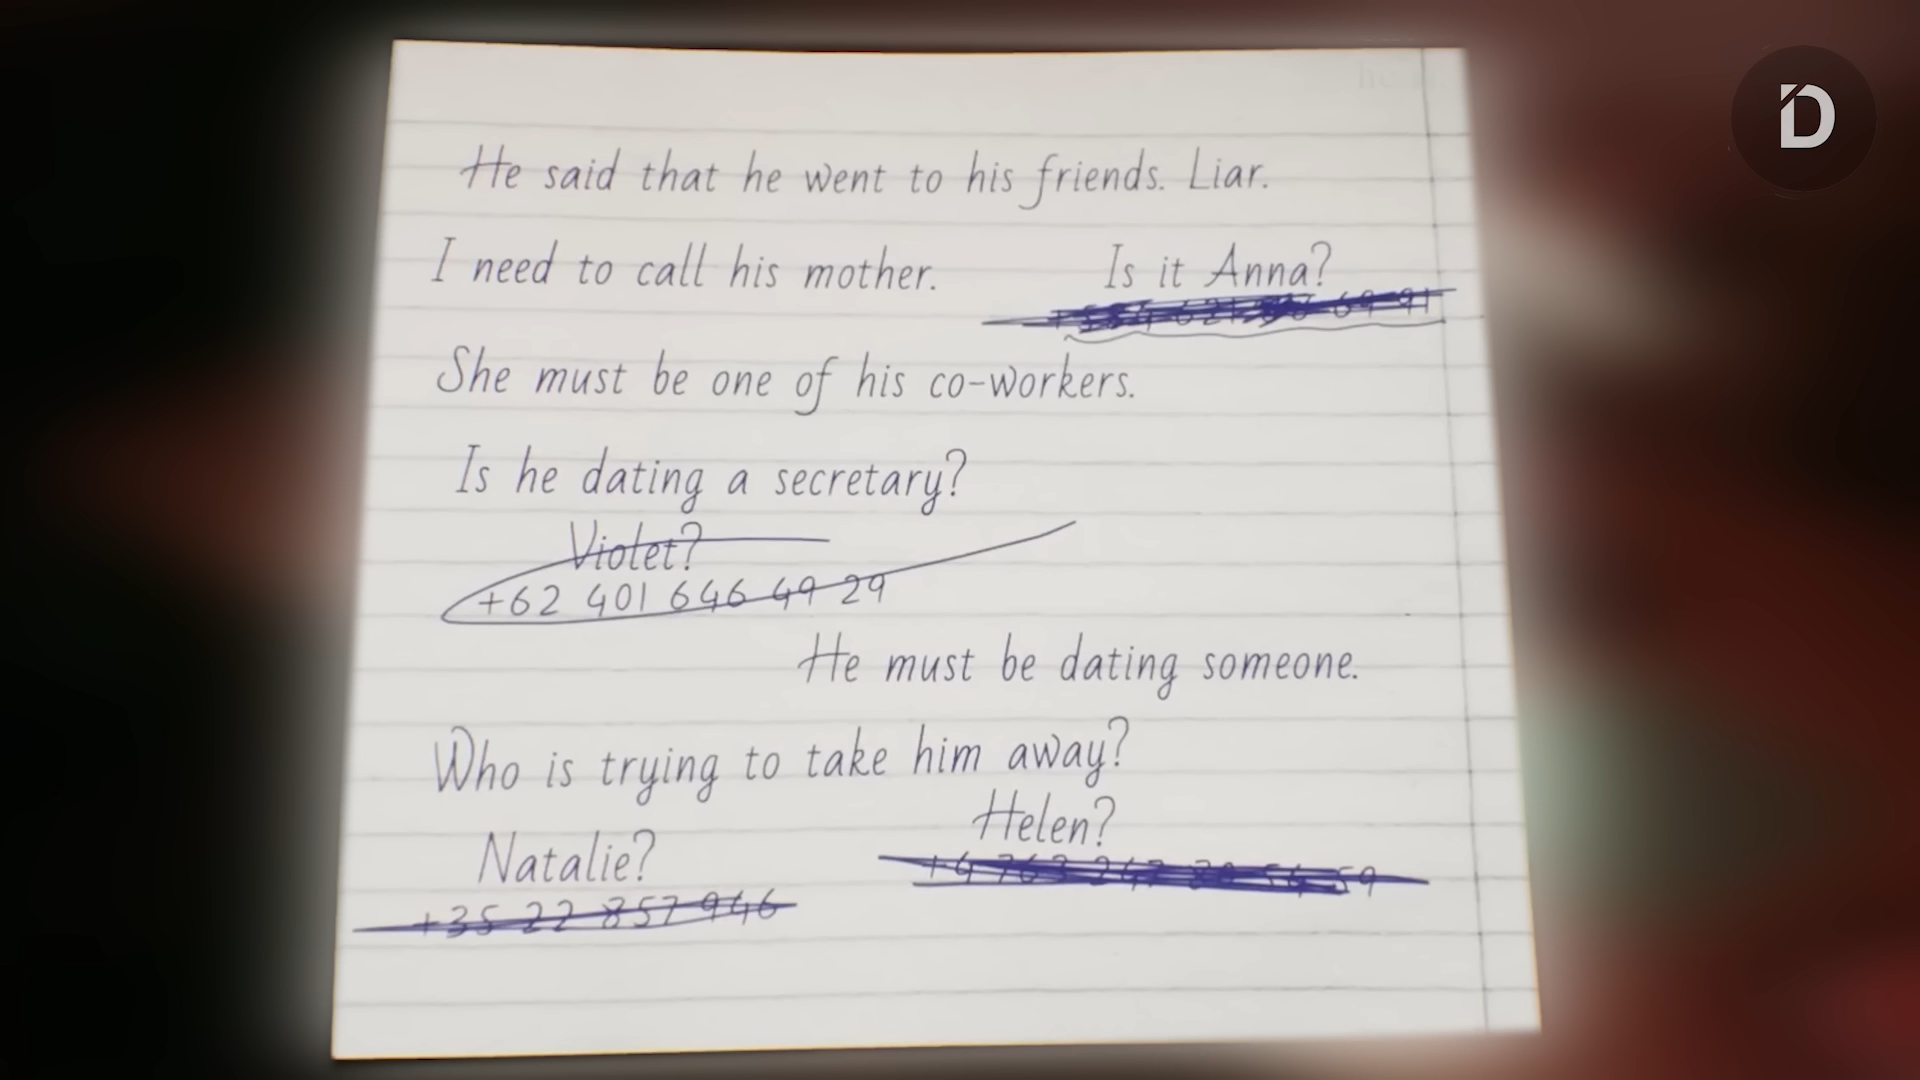 He said that he went to his friends. Liar.
I need to call his mother.
Is it Anna?
She must be one of his co-workers.
Is he dating a secretary?
Violet?
+62 401 646 49 29
He must be dating someone.
Who is trying to take him away?
Helen?
Natalie?
+35 22 857 946